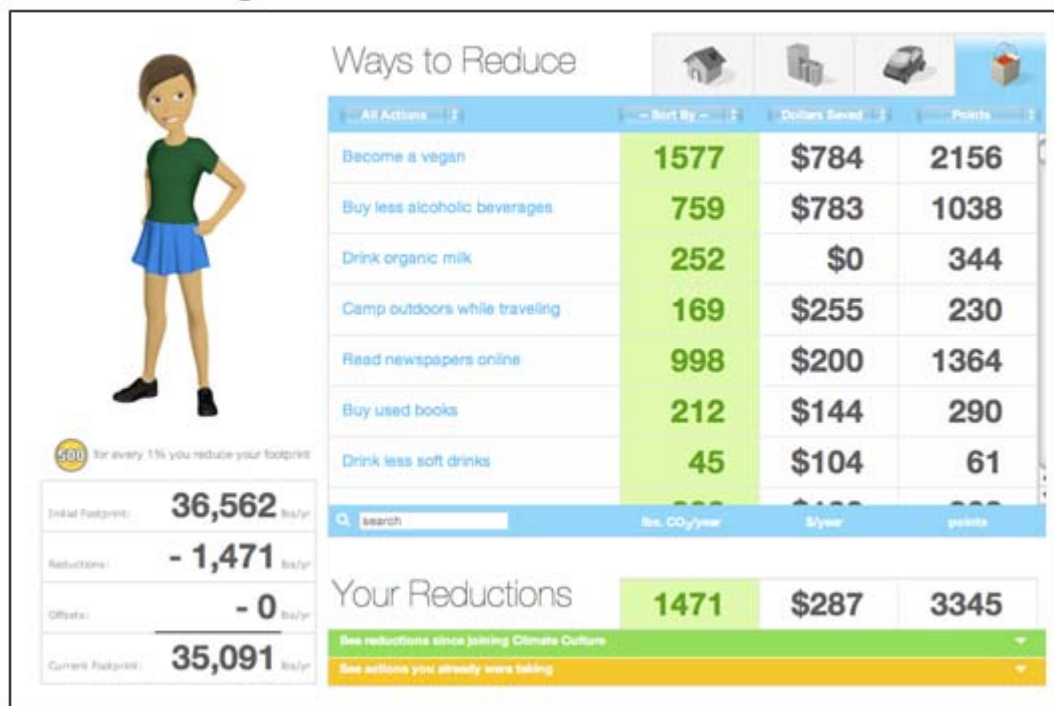 Ways to Reduce
All Actions – Sort By – Dollars Saved Points
Become a vegan 1577 $784 2156
Buy less alcoholic beverages 759 $783 1038
Drink organic milk 252 $0 344
Camp outdoors while traveling 169 $255 230
Read newspapers online 998 $200 1364
Buy used books 212 $144 290
Drink less soft drinks 45 $104 61
search lbs. CO₂/year $/year points
500 for every 1% you reduce your footprint
Initial Footprint: 36,562 lbs/yr
Reductions: - 1,471 lbs/yr
Offsets: - 0 lbs/yr
Current Footprint: 35,091 lbs/yr
Your Reductions 1471 $287 3345
See reductions since joining Climate Culture
See actions you already were taking